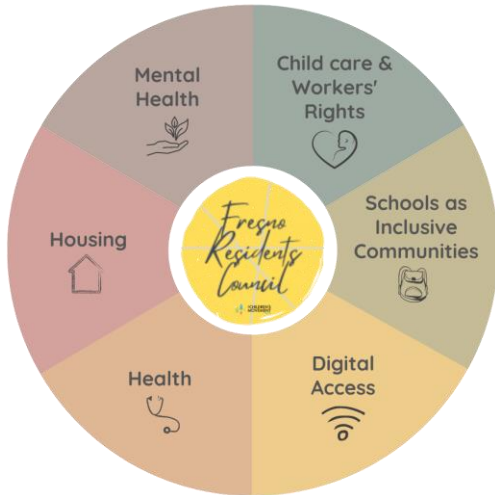 Mental
Health
Child care &
Workers'
Rights
Schools as
Inclusive
Communities
Digital
Access
Health
Housing
Fresno
Residents
Council